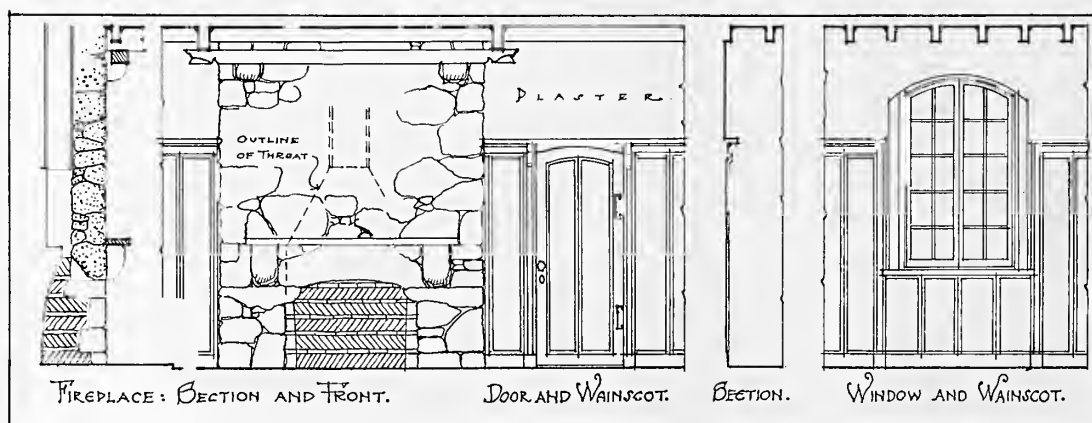 PLASTER
OUTLINE
OF THROAT
FIREPLACE: SECTION AND FRONT.
DOOR AND WAINSCOT.
SECTION.
WINDOW AND WAINSCOT.